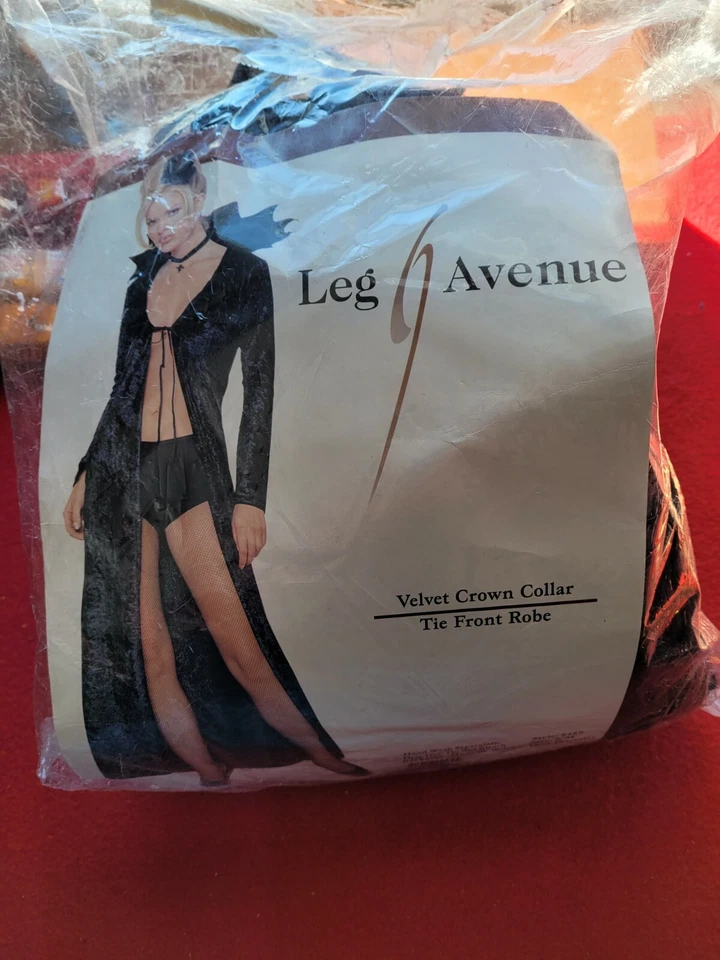 Leg Avenue
Velvet Crown Collar
Tie Front Robe